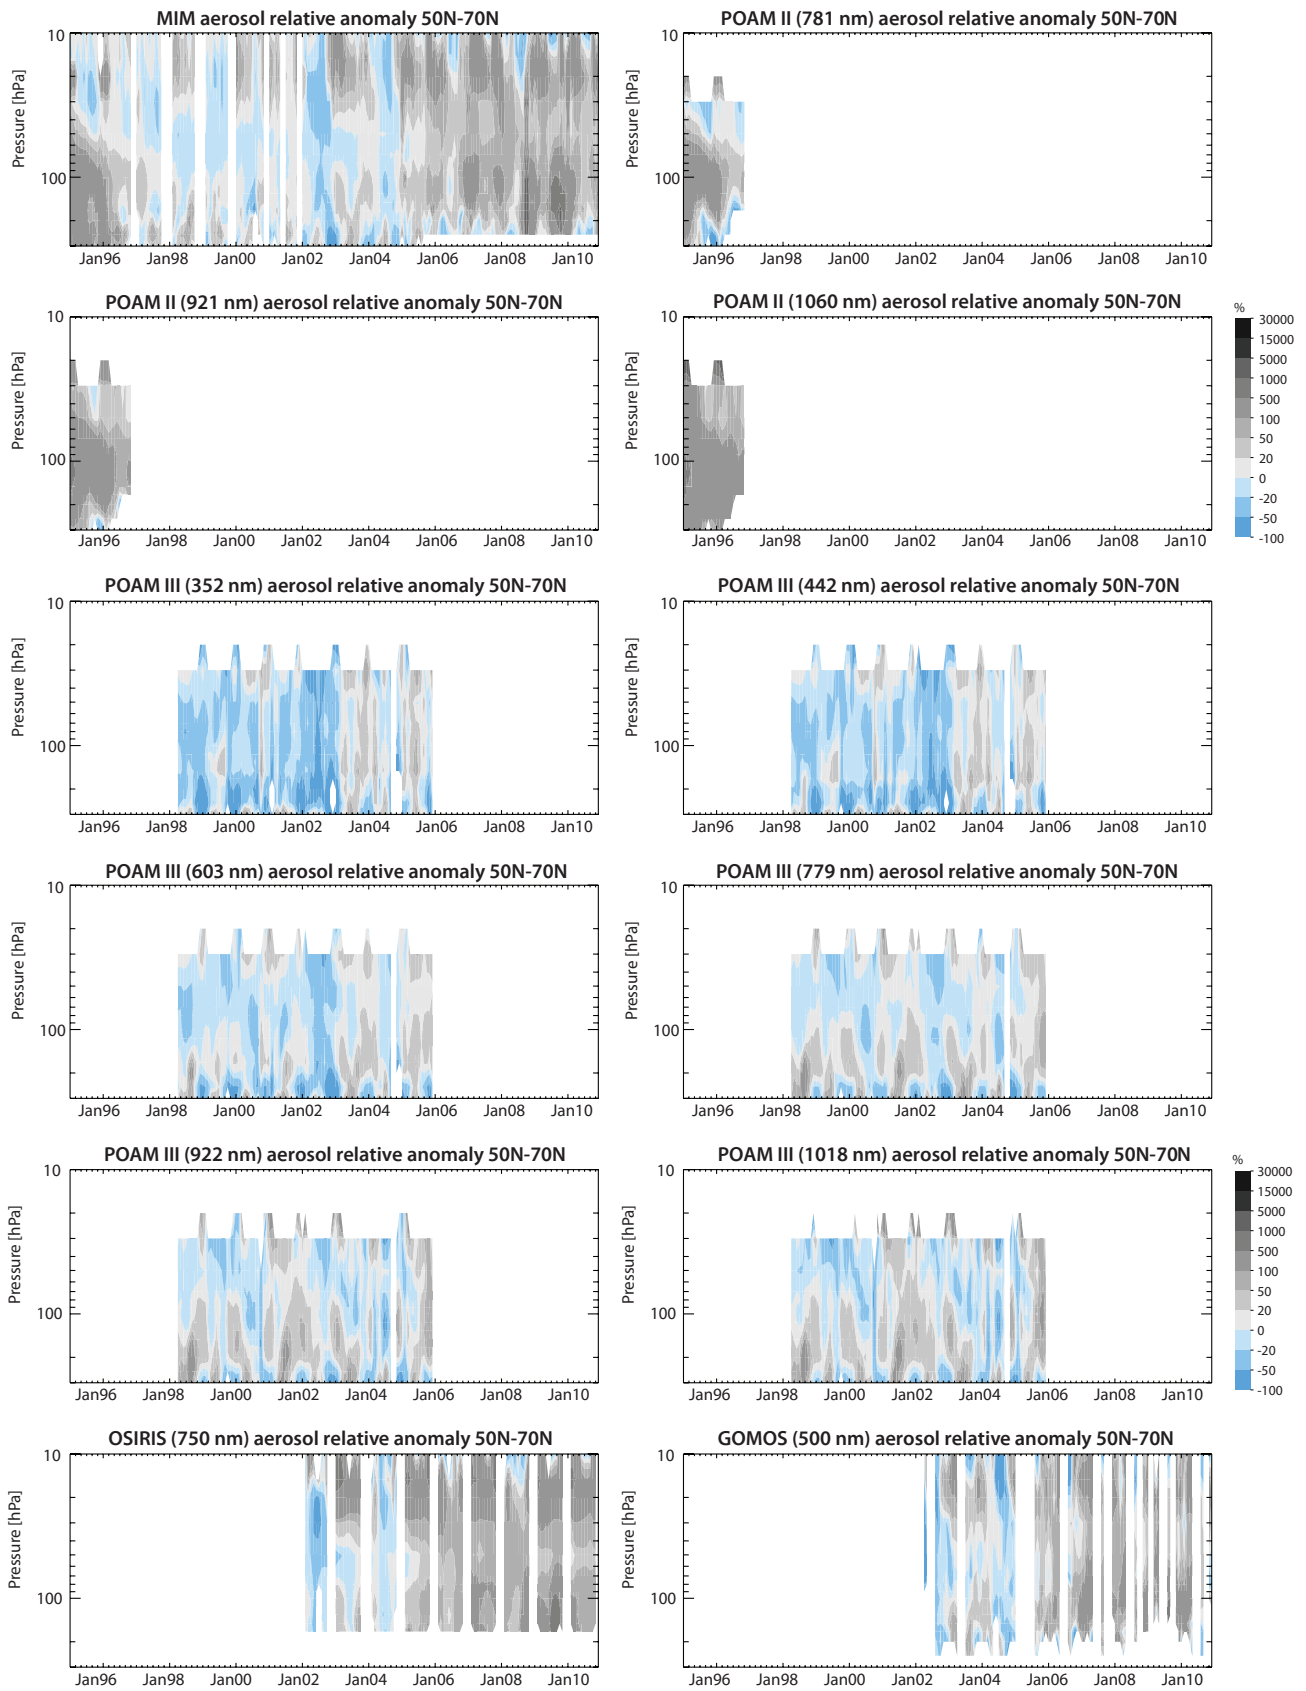 MIM aerosol relative anomaly 50N-70N
POAM II (781 nm) aerosol relative anomaly 50N-70N
10
Pressure [hPa]
100
10
Pressure [hPa]
100
Jan96 Jan98 Jan00 Jan02 Jan04 Jan06 Jan08 Jan10
Jan96 Jan98 Jan00 Jan02 Jan04 Jan06 Jan08 Jan10
POAM II (921 nm) aerosol relative anomaly 50N-70N
POAM II (1060 nm) aerosol relative anomaly 50N-70N
10
Pressure [hPa]
100
10
Pressure [hPa]
100
Jan96 Jan98 Jan00 Jan02 Jan04 Jan06 Jan08 Jan10
Jan96 Jan98 Jan00 Jan02 Jan04 Jan06 Jan08 Jan10
%
30000
15000
5000
1000
500
100
50
20
0
-20
-50
-100
POAM III (352 nm) aerosol relative anomaly 50N-70N
POAM III (442 nm) aerosol relative anomaly 50N-70N
10
Pressure [hPa]
100
10
Pressure [hPa]
100
Jan96 Jan98 Jan00 Jan02 Jan04 Jan06 Jan08 Jan10
Jan96 Jan98 Jan00 Jan02 Jan04 Jan06 Jan08 Jan10
POAM III (603 nm) aerosol relative anomaly 50N-70N
POAM III (779 nm) aerosol relative anomaly 50N-70N
10
Pressure [hPa]
100
10
Pressure [hPa]
100
Jan96 Jan98 Jan00 Jan02 Jan04 Jan06 Jan08 Jan10
Jan96 Jan98 Jan00 Jan02 Jan04 Jan06 Jan08 Jan10
POAM III (922 nm) aerosol relative anomaly 50N-70N
POAM III (1018 nm) aerosol relative anomaly 50N-70N
10
Pressure [hPa]
100
10
Pressure [hPa]
100
Jan96 Jan98 Jan00 Jan02 Jan04 Jan06 Jan08 Jan10
Jan96 Jan98 Jan00 Jan02 Jan04 Jan06 Jan08 Jan10
%
30000
15000
5000
1000
500
100
50
20
0
-20
-50
-100
OSIRIS (750 nm) aerosol relative anomaly 50N-70N
GOMOS (500 nm) aerosol relative anomaly 50N-70N
10
Pressure [hPa]
100
10
Pressure [hPa]
100
Jan96 Jan98 Jan00 Jan02 Jan04 Jan06 Jan08 Jan10
Jan96 Jan98 Jan00 Jan02 Jan04 Jan06 Jan08 Jan10